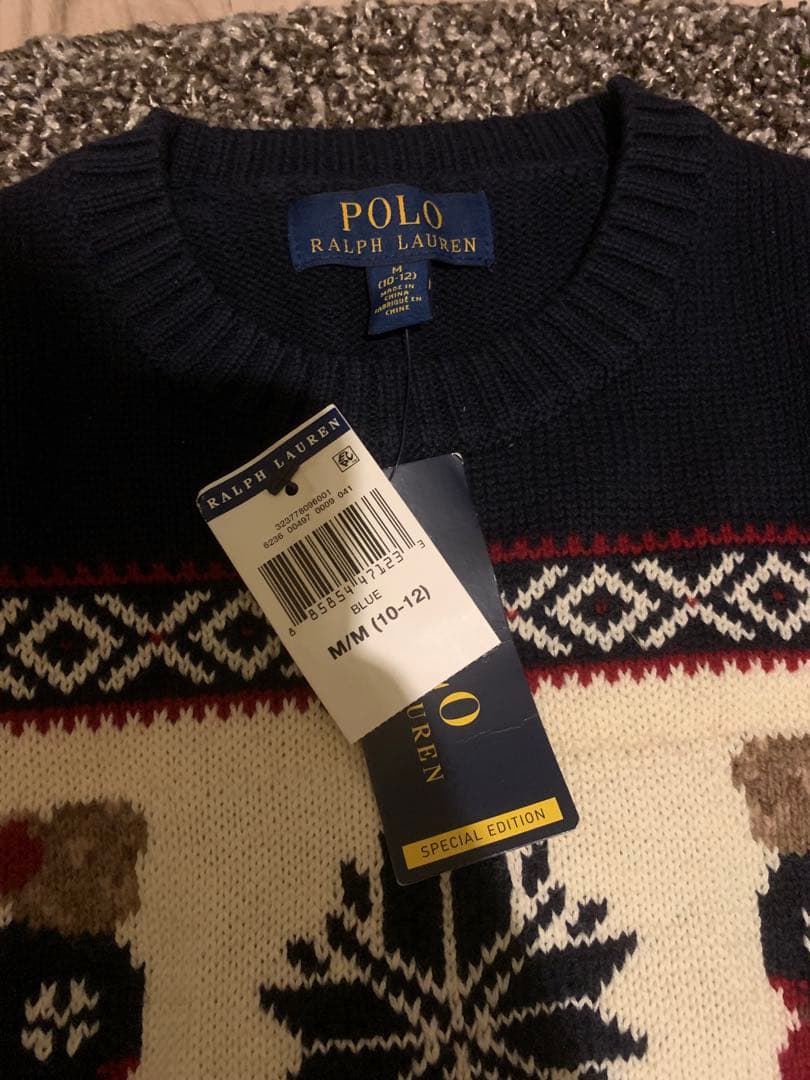 POLO
RALPH LAUREN
M
(10-12)
MADE IN
CHINA
FABRIQUÉ EN
CHINE
RALPH LAUREN
323778096001
6236 00497 0009 041
8 85854 47123 3
BLUE
M/M (10-12)
LO
UREN
SPECIAL EDITION